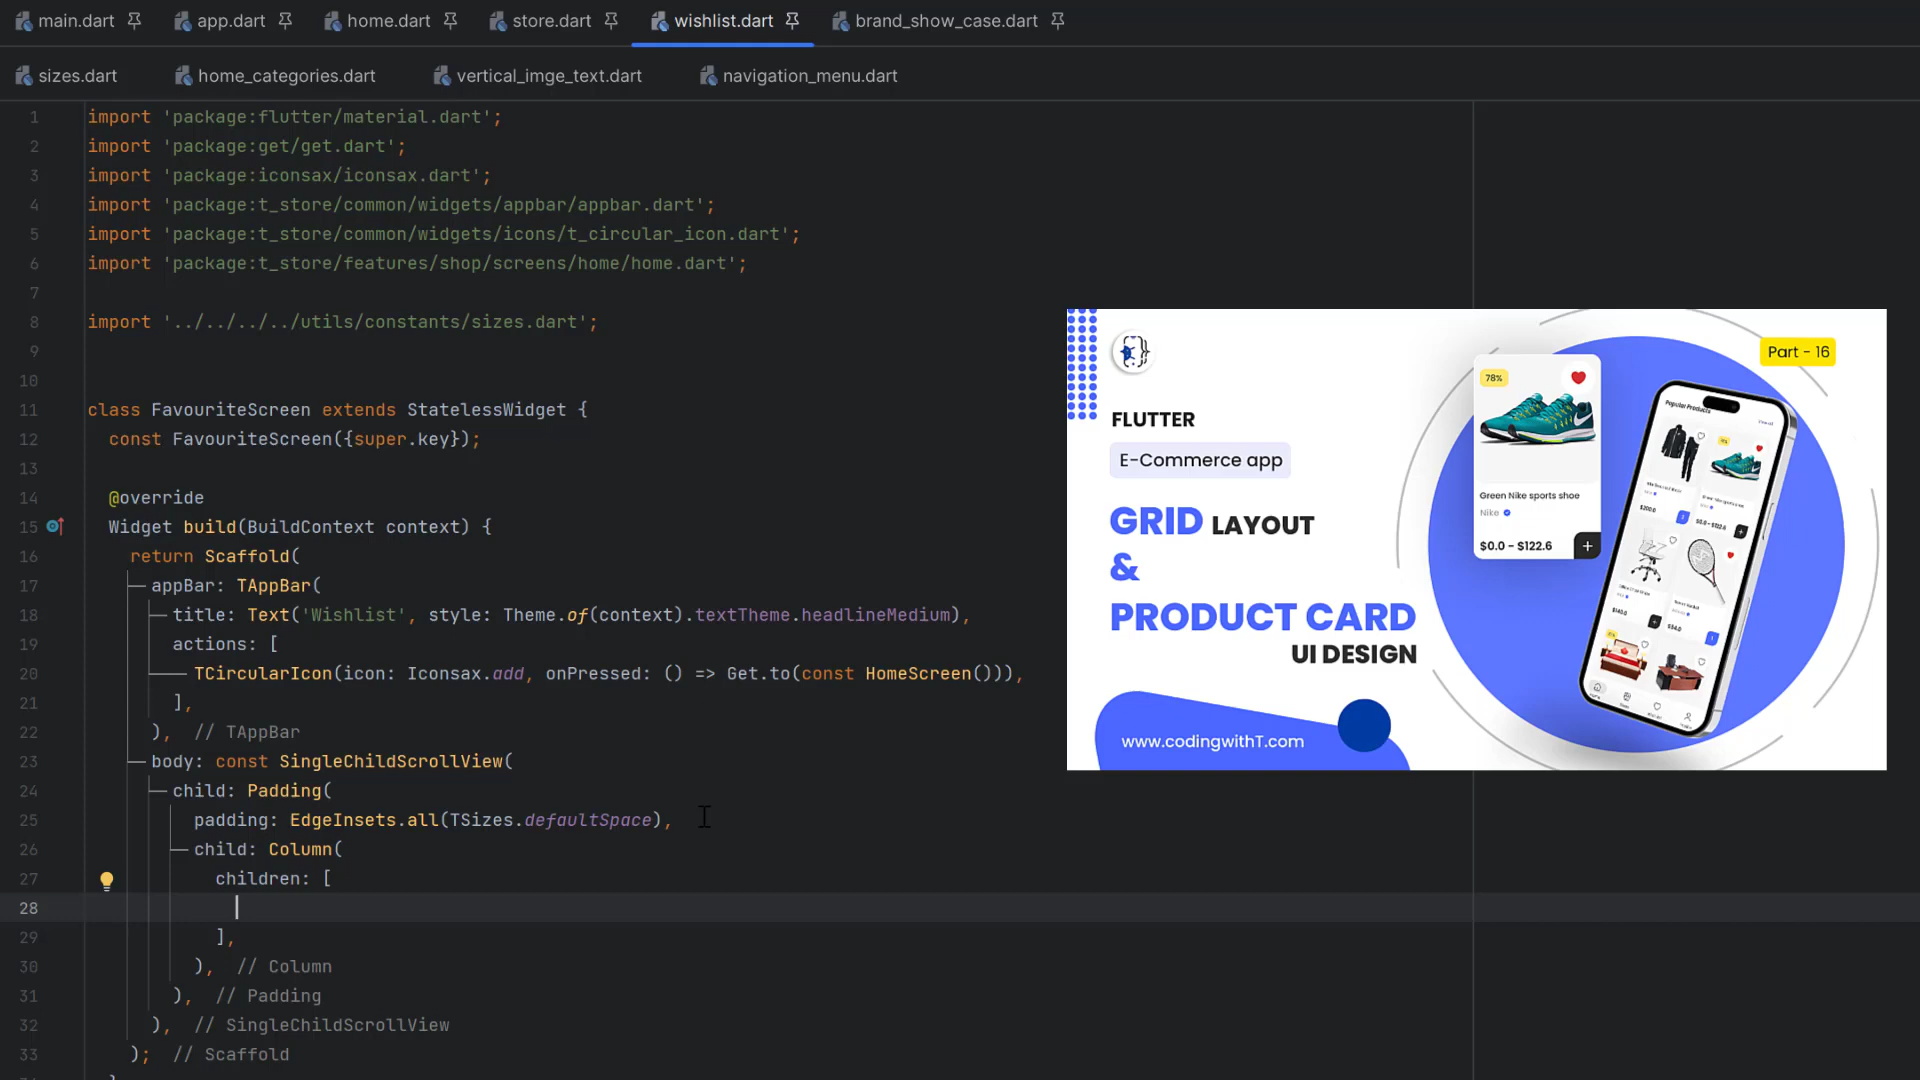 main.dart
app.dart
home.dart
store.dart
wishlist.dart
brand_show_case.dart
sizes.dart
home_categories.dart
vertical_imge_text.dart
navigation_menu.dart
1 import 'package:flutter/material.dart';
2 import 'package:get/get.dart';
3 import 'package:iconsax/iconsax.dart';
4 import 'package:t_store/common/widgets/appbar/appbar.dart';
5 import 'package:t_store/common/widgets/icons/t_circular_icon.dart';
6 import 'package:t_store/features/shop/screens/home/home.dart';
7
8 import '../../../../utils/constants/sizes.dart';
9
10
11 class FavouriteScreen extends StatelessWidget {
12 const FavouriteScreen({super.key});
13
14 @override
15 Widget build(BuildContext context) {
16 return Scaffold(
17 appBar: TAppBar(
18 title: Text('Wishlist', style: Theme.of(context).textTheme.headlineMedium),
19 actions: [
20 TCircularIcon(icon: Iconsax.add, onPressed: () => Get.to(const HomeScreen())),
21 ],
22 ), // TAppBar
23 body: const SingleChildScrollView(
24 child: Padding(
25 padding: EdgeInsets.all(TSizes.defaultSpace),
26 child: Column(
27 children: [
28
29 ],
30 ), // Column
31 ), // Padding
32 ), // SingleChildScrollView
33 ); // Scaffold
Part - 16
FLUTTER
E-Commerce app
GRID LAYOUT
&
PRODUCT CARD
UI DESIGN
www.codingwithT.com
78%
Green Nike sports shoe
Nike
$0.0 - $122.6
+
Popular Products